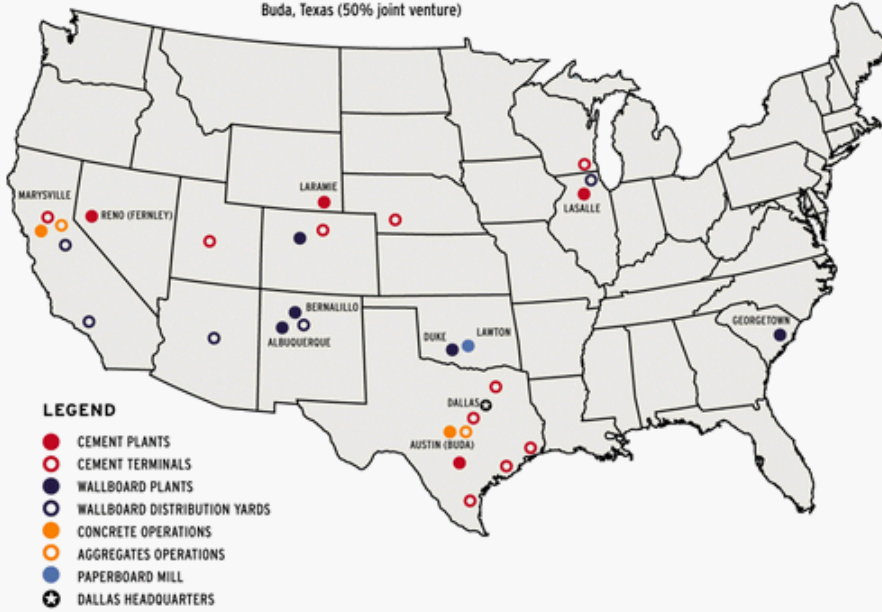 Buda, Texas (50% joint venture)
MARYSVILLE
RENO (FERNLEY)
LARAMIE
LASALLE
BERNALILLO
ALBUQUERQUE
DUKE
LAWTON
GEORGETOWN
DALLAS
AUSTIN (BUDA)
LEGEND
CEMENT PLANTS
CEMENT TERMINALS
WALLBOARD PLANTS
WALLBOARD DISTRIBUTION YARDS
CONCRETE OPERATIONS
AGGREGATES OPERATIONS
PAPERBOARD MILL
DALLAS HEADQUARTERS